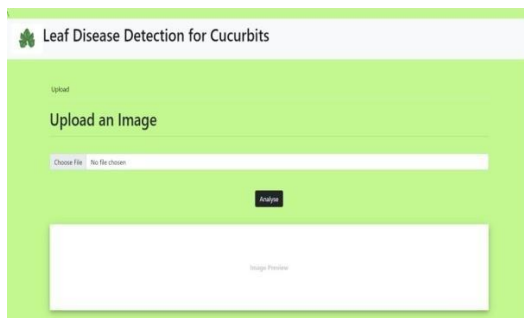 Leaf Disease Detection for Cucurbits
Upload
Upload an Image
Choose File No file chosen
Analyse
Image Preview